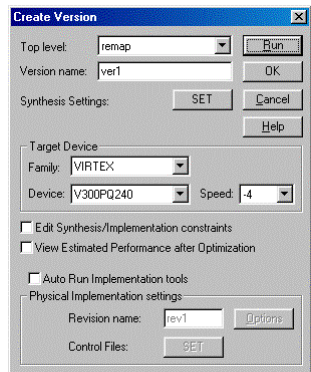 Create Version
Top level: remap Run
Version name: ver1 OK
Synthesis Settings: SET Cancel
Help
Target Device
Family: VIRTEX
Device: V300PQ240 Speed: -4
Edit Synthesis/Implementation constraints
View Estimated Performance after Optimization
Auto Run Implementation tools
Physical Implementation settings
Revision name: rev1 Options
Control Files: SET